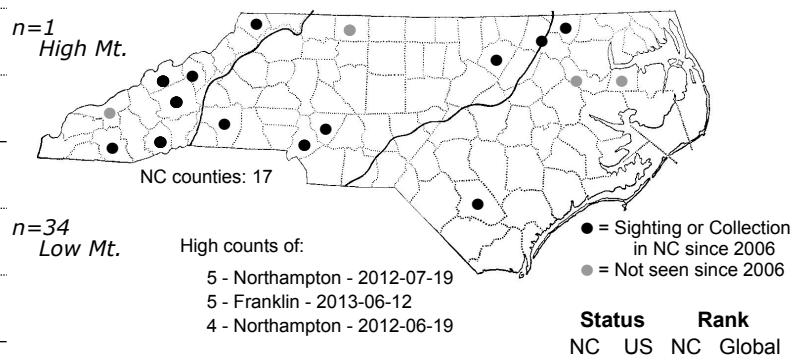 n=1
High Mt.
NC counties: 17
n=34
Low Mt.
High counts of:
5 - Northampton - 2012-07-19
5 - Franklin - 2013-06-12
4 - Northampton - 2012-06-19
= Sighting or Collection
in NC since 2006
= Not seen since 2006
Status Rank
NC US NC Global